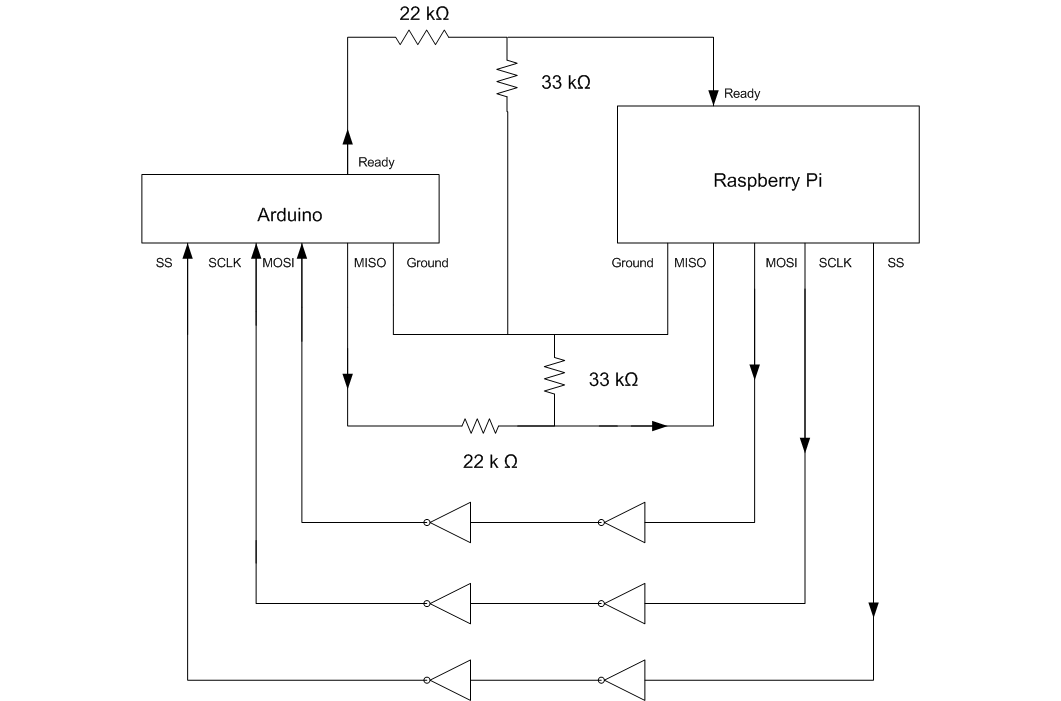 22 kΩ
33 kΩ
Ready
Ready
Raspberry Pi
Arduino
SS SCLK MOSI MISO Ground
Ground MISO MOSI SCLK SS
33 kΩ
22 k Ω